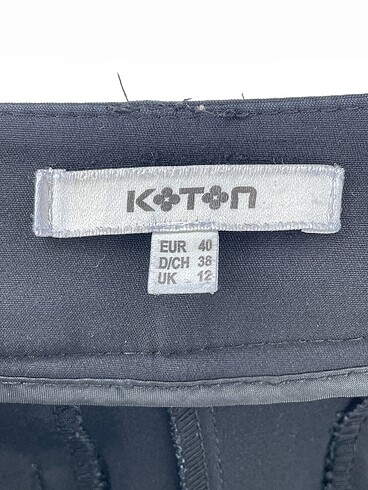 KOTON
EUR 40
D/CH 38
UK 12